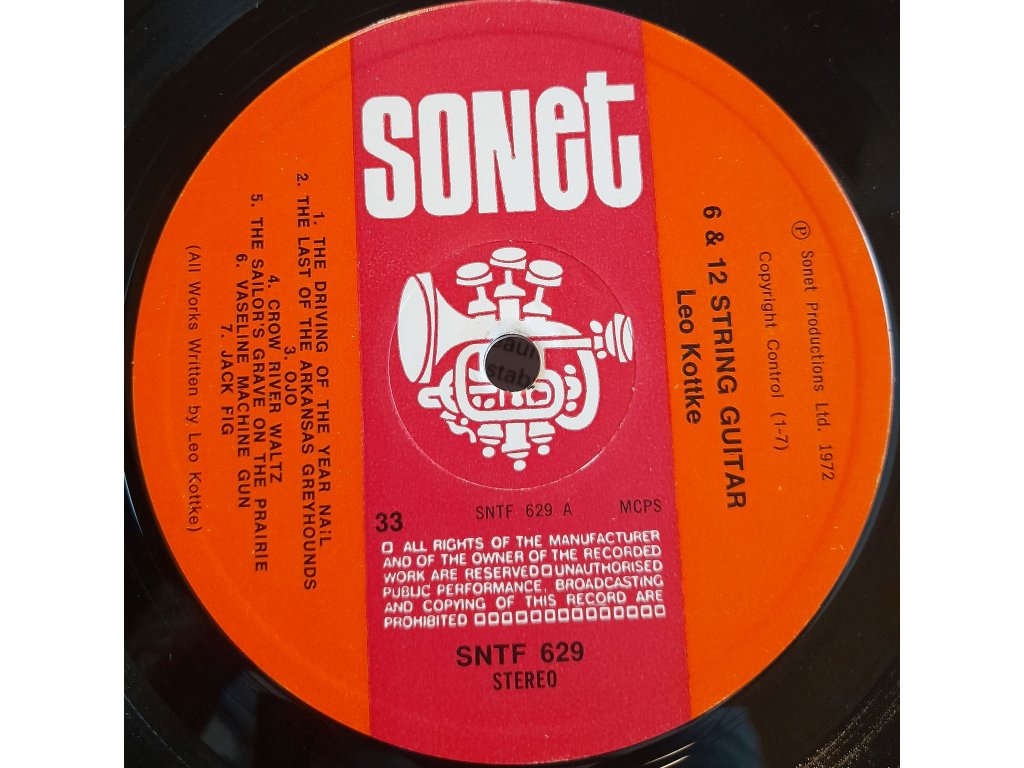 SONet
6 & 12 STRING GUITAR
Leo Kottke
Ⓟ Sonet Productions Ltd. 1972
Copyright Control (1-7)
1. THE DRIVING OF THE YEAR NAiL
2. THE LAST OF THE ARKANSAS GREYHOUNDS
3. OJO
4. CROW RIVER WALTZ
5. THE SAILOR'S GRAVE ON THE PRAIRIE
6. VASELINE MACHINE GUN
7. JACK FIG
(All Works Written by Leo Kottke)
33
SNTF 629 A
MCPS
ALL RIGHTS OF THE MANUFACTURER
AND OF THE OWNER OF THE RECORDED
WORK ARE RESERVED UNAUTHORISED
PUBLIC PERFORMANCE, BROADCASTING
AND COPYING OF THIS RECORD ARE
PROHIBITED
SNTF 629
STEREO